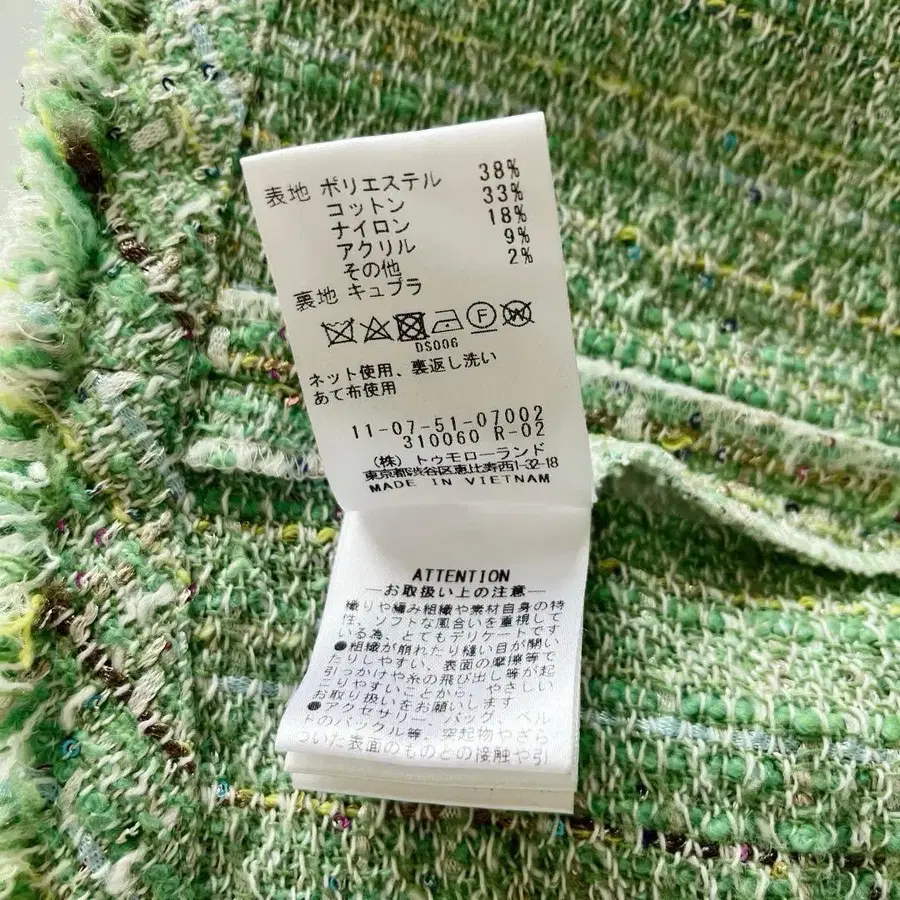 表地 ポリエステル 38%
コットン 33%
ナイロン 18%
アクリル 9%
その他 2%
裏地 キュプラ
F W
DS006
ネット使用、裏返し洗い
あて布使用
11-07-51-07002
310060 R-02
(株) トゥモローランド
東京都渋谷区恵比寿西1-32-18
MADE IN VIETNAM
ATTENTION
―お取扱い上の注意―
織りや編み組織や素材自身の特
性、ソフトな風合いを重視して
いる為、とてもデリケートです
●組織が崩れたり縫い目が開い
たりしやすい、表面の摩擦等で
引っかけや糸の飛び出し等が起
こりやすいことから、やさしい
お取り扱いをお願いします
●アクセサリー、バッグ、ベル
トのバックル等、突起物やざら
ついた表面のものとの接触や引